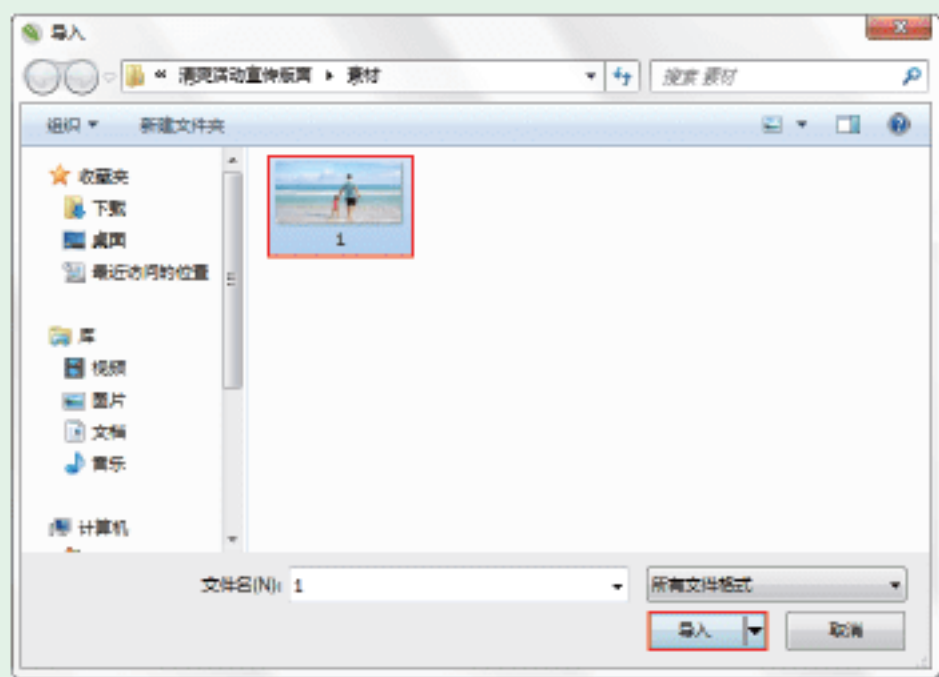 导入
« 清爽活动宣传版面 ▸ 素材
搜索 素材
组织
新建文件夹
收藏夹
下载
桌面
最近访问的位置
库
视频
图片
文档
音乐
计算机
1
文件名(N): 1
所有文件格式
导入
取消